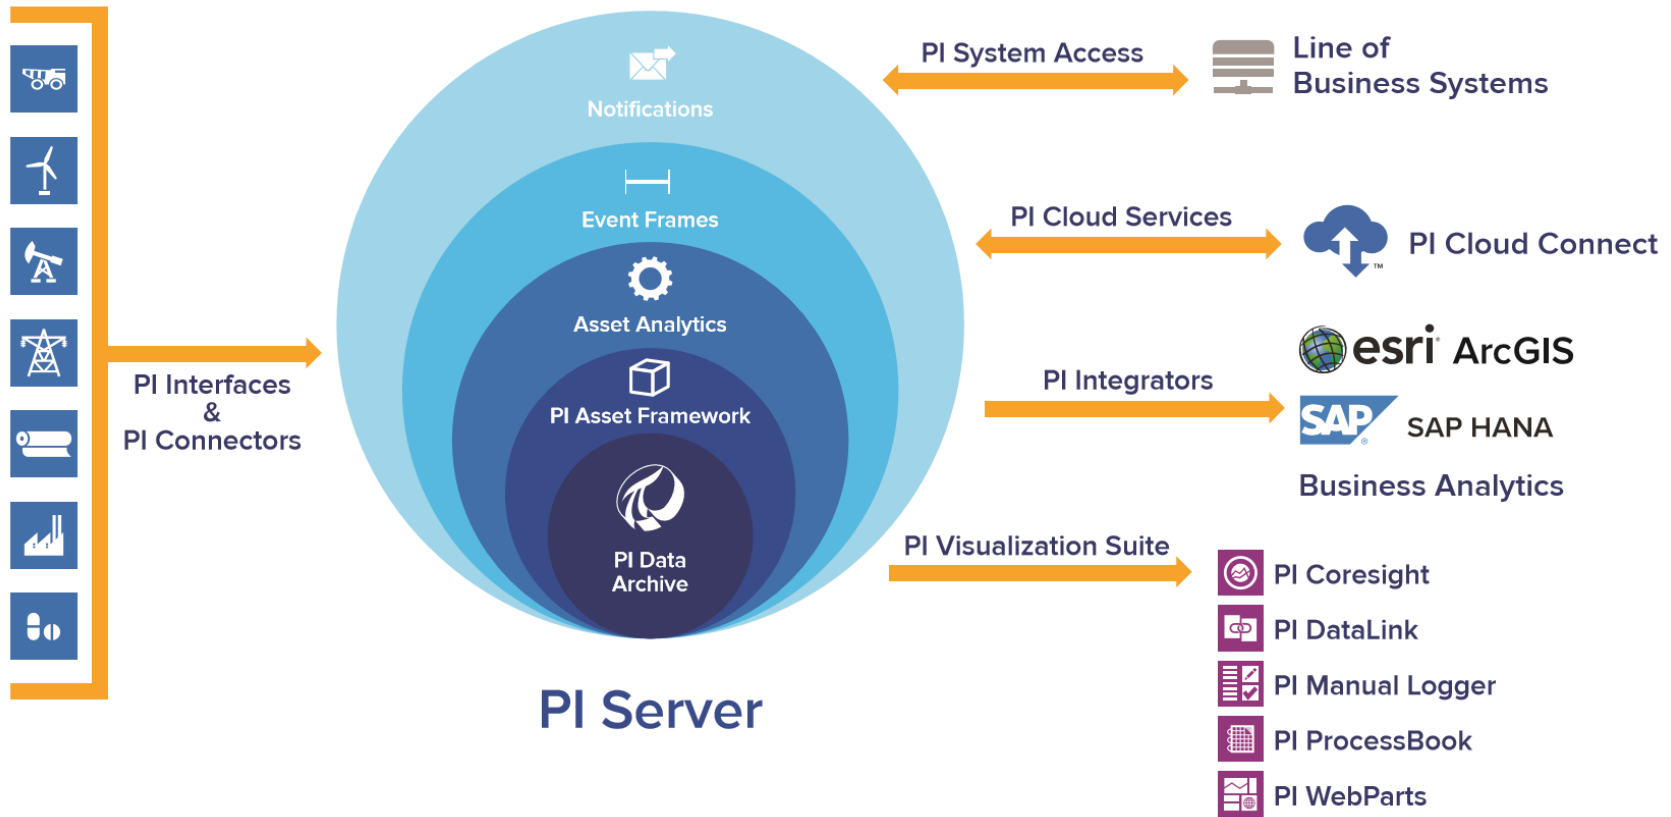 PI Interfaces
&
PI Connectors
Notifications
Event Frames
Asset Analytics
PI Asset Framework
PI Data
Archive
PI Server
PI System Access
Line of
Business Systems
PI Cloud Services
PI Cloud Connect
TM
PI Integrators
esri ArcGIS
SAP® SAP HANA
Business Analytics
PI Visualization Suite
PI Coresight
PI DataLink
PI Manual Logger
PI ProcessBook
PI WebParts